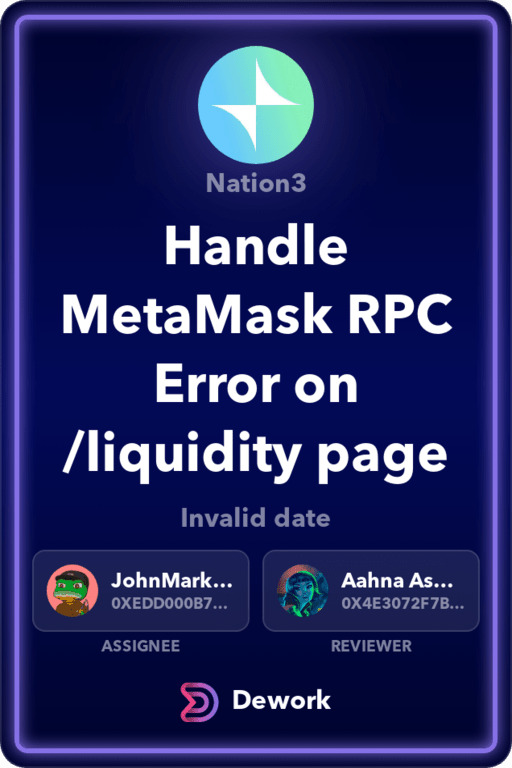 Nation3
Handle
MetaMask RPC
Error on
/liquidity page
Invalid date
JohnMark...
0XEDD000B7...
ASSIGNEE
Aahna As...
0X4E3072F7B...
REVIEWER
Dework